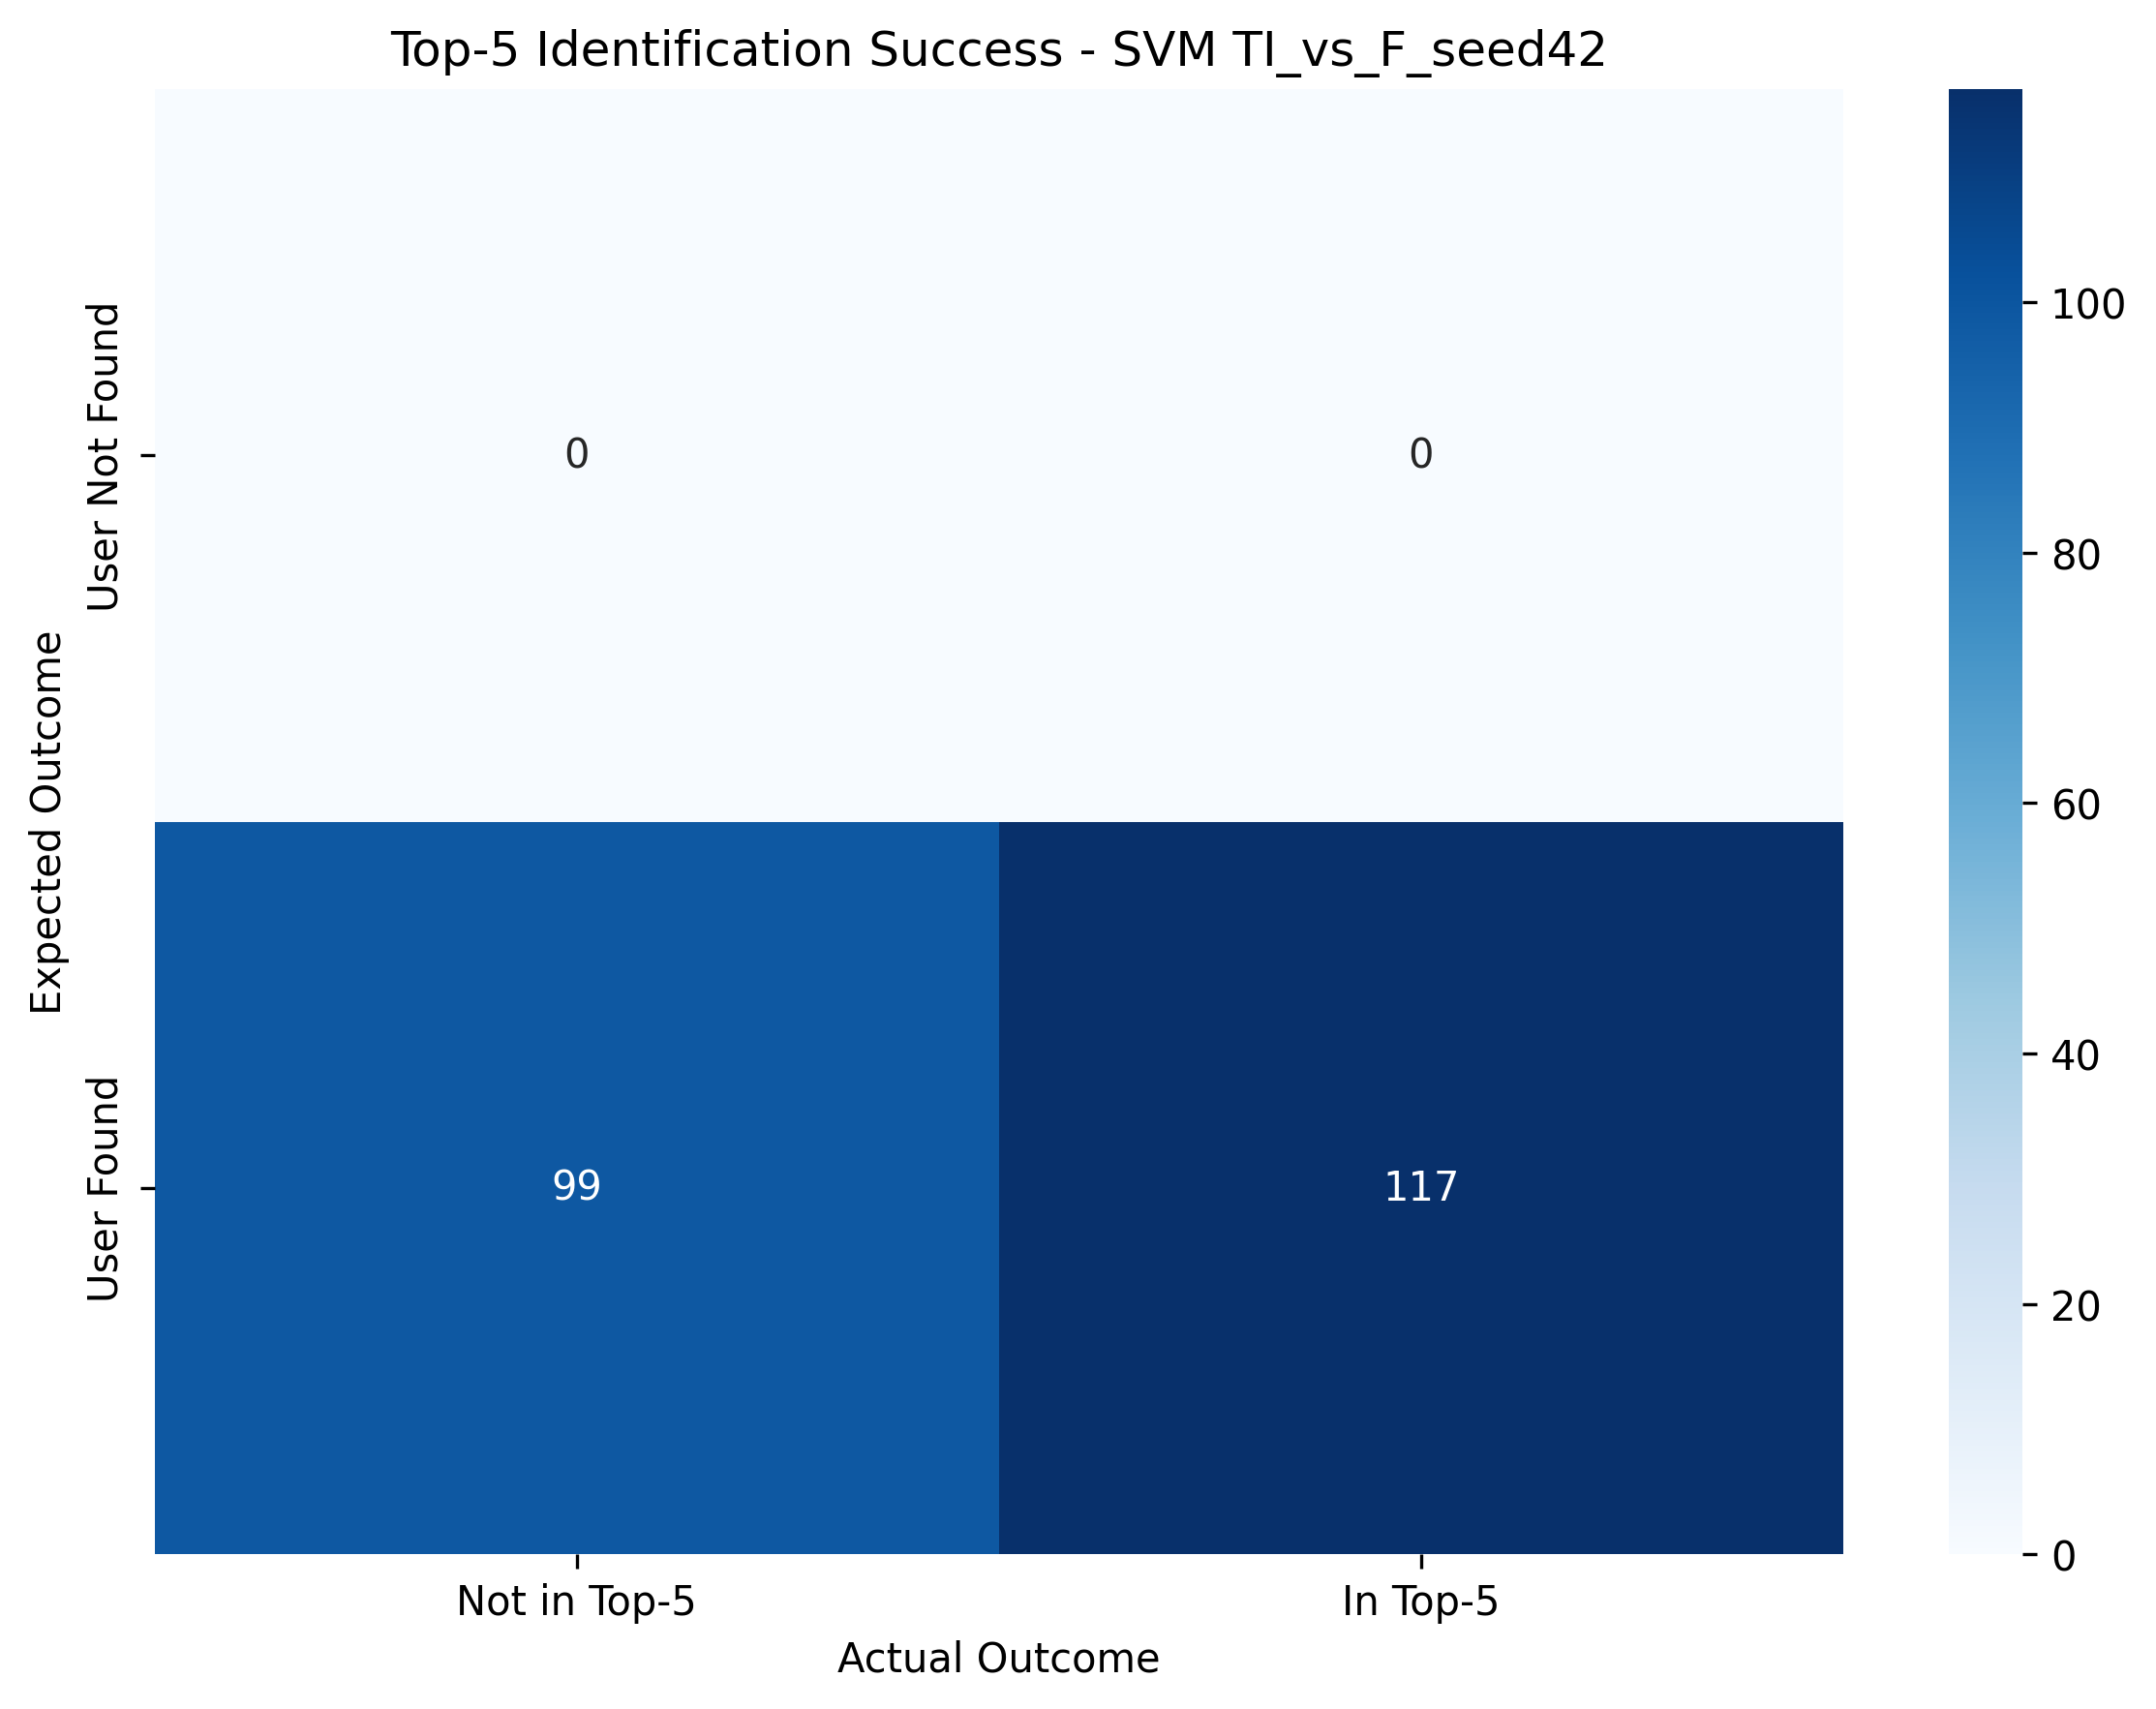 Top-5 Identification Success - SVM TI_vs_F_seed42
Expected Outcome
User Not Found
User Found
0
0
99
117
Not in Top-5
In Top-5
Actual Outcome
100
80
60
40
20
0